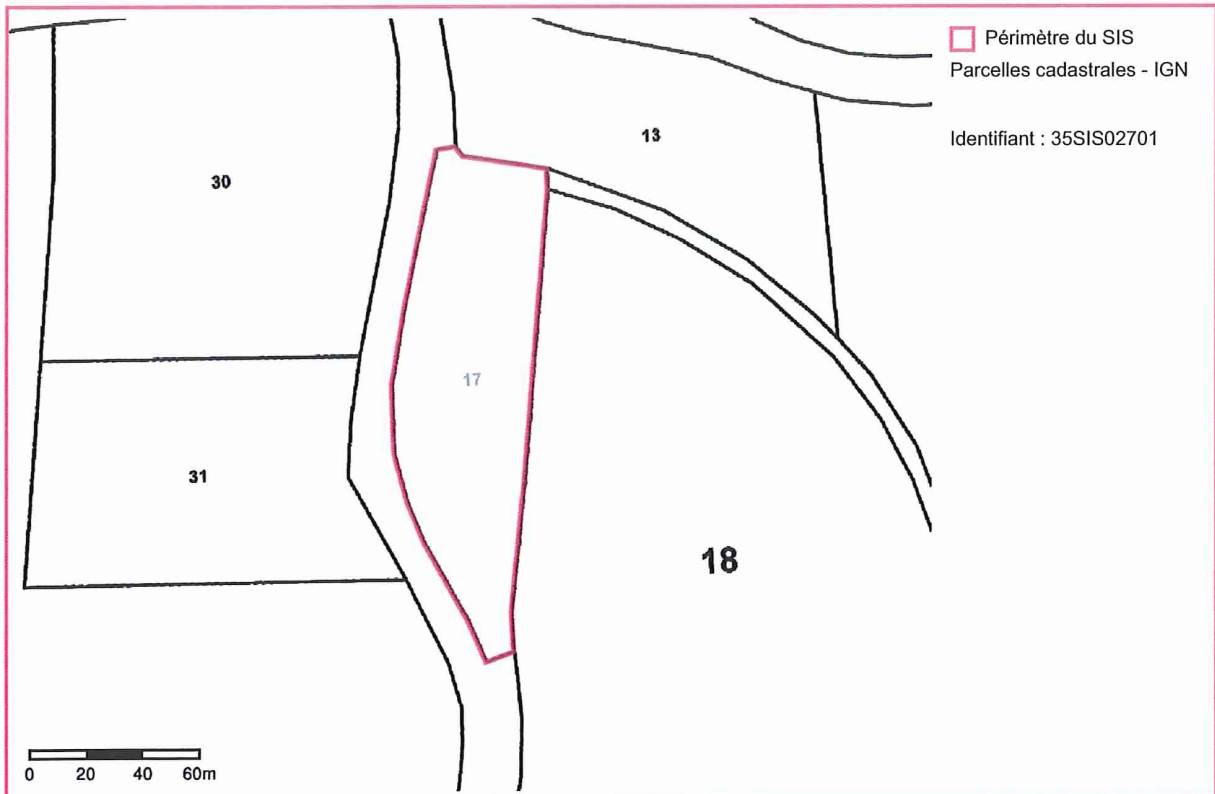 Périmètre du SIS
Parcelles cadastrales - IGN
Identifiant : 35SIS02701
13
30
17
31
18
0 20 40 60m